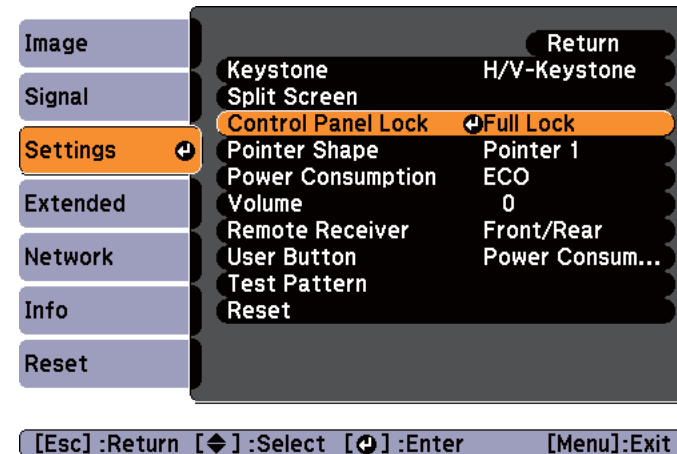 Image
Signal
Settings
Extended
Network
Info
Reset
Return
Keystone H/V-Keystone
Split Screen
Control Panel Lock Full Lock
Pointer Shape Pointer 1
Power Consumption ECO
Volume 0
Remote Receiver Front/Rear
User Button Power Consum...
Test Pattern
Reset
[Esc] :Return [ ] :Select [ ] :Enter [Menu]:Exit